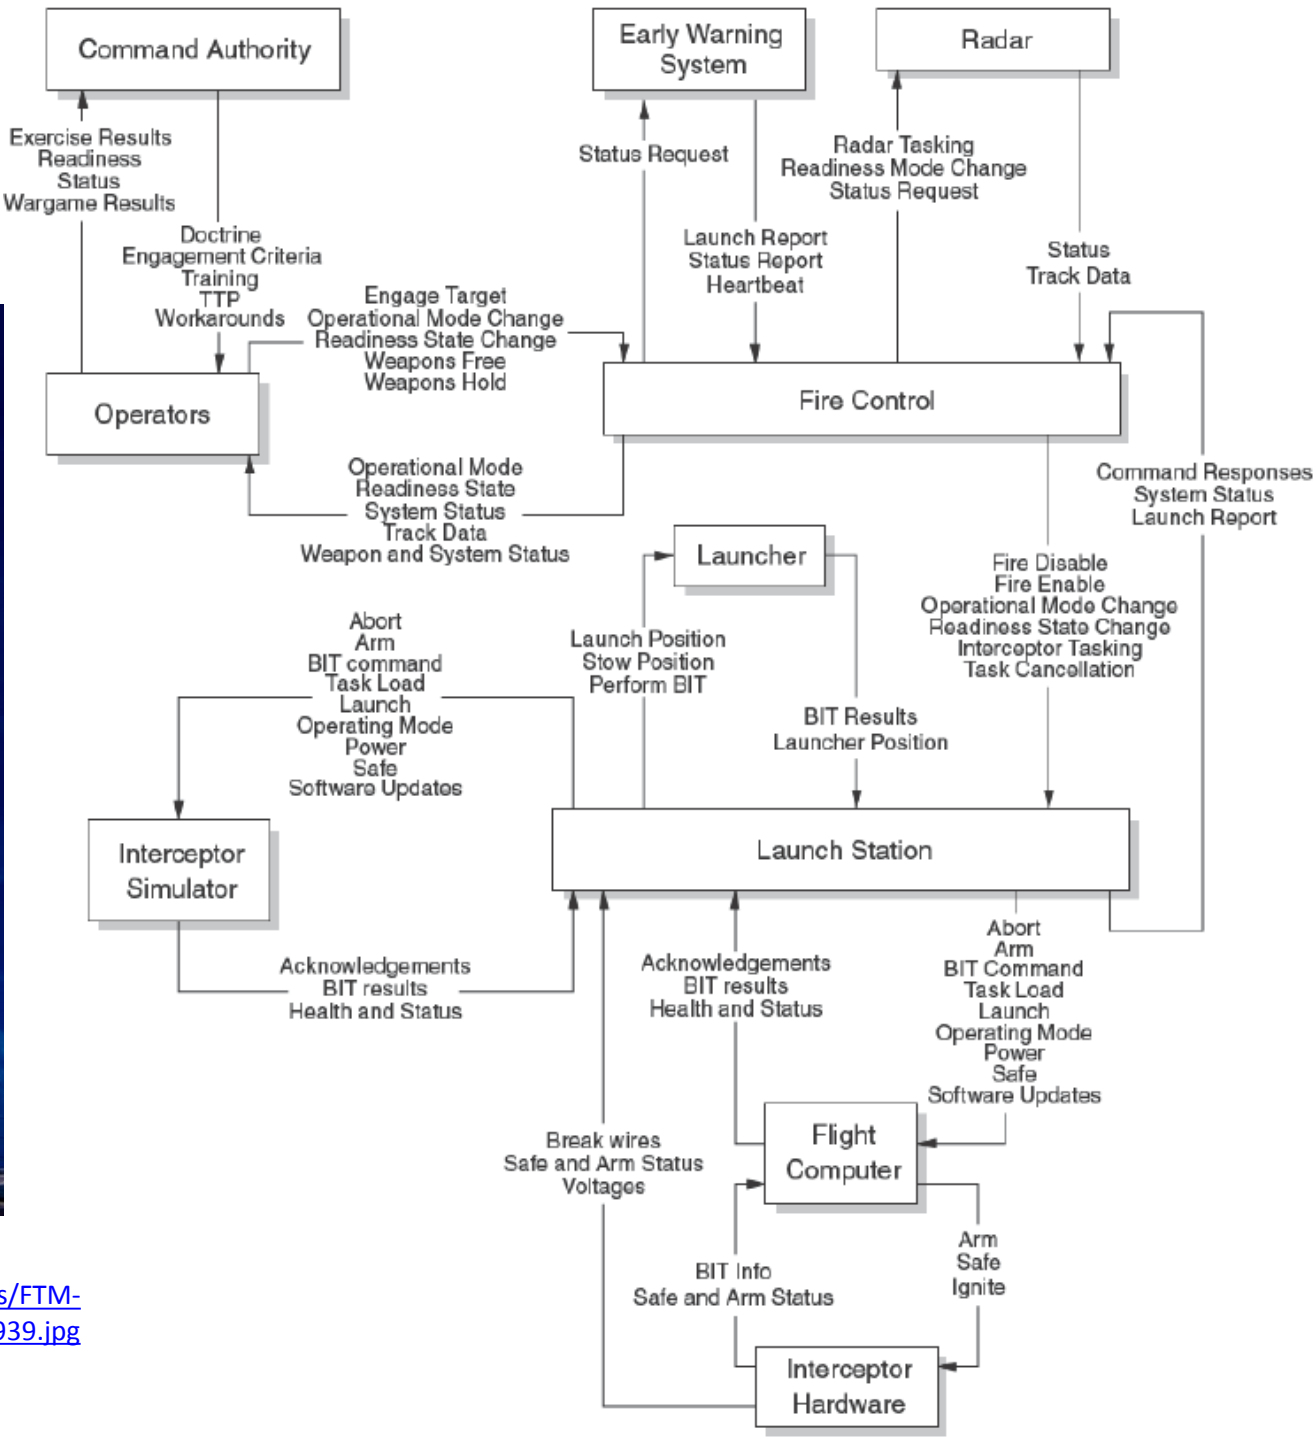 Command Authority
Early Warning
System
Radar
Exercise Results
Readiness
Status
Wargame Results
Doctrine
Engagement Criteria
Training
TTP
Workarounds
Status Request
Launch Report
Status Report
Heartbeat
Radar Tasking
Readiness Mode Change
Status Request
Status
Track Data
Engage Target
Operational Mode Change
Readiness State Change
Weapons Free
Weapons Hold
Operators
Fire Control
Operational Mode
Readiness State
System Status
Track Data
Weapon and System Status
Command Responses
System Status
Launch Report
Launcher
Fire Disable
Fire Enable
Operational Mode Change
Readiness State Change
Interceptor Tasking
Task Cancellation
Launch Position
Stow Position
Perform BIT
BIT Results
Launcher Position
Abort
Arm
BIT command
Task Load
Launch
Operating Mode
Power
Safe
Software Updates
Interceptor
Simulator
Launch Station
Acknowledgements
BIT results
Health and Status
Acknowledgements
BIT results
Health and Status
Abort
Arm
BIT Command
Task Load
Launch
Operating Mode
Power
Safe
Software Updates
Break wires
Safe and Arm Status
Voltages
Flight
Computer
BIT Info
Safe and Arm Status
Arm
Safe
Ignite
Interceptor
Hardware
s/FTM-
939.jpg